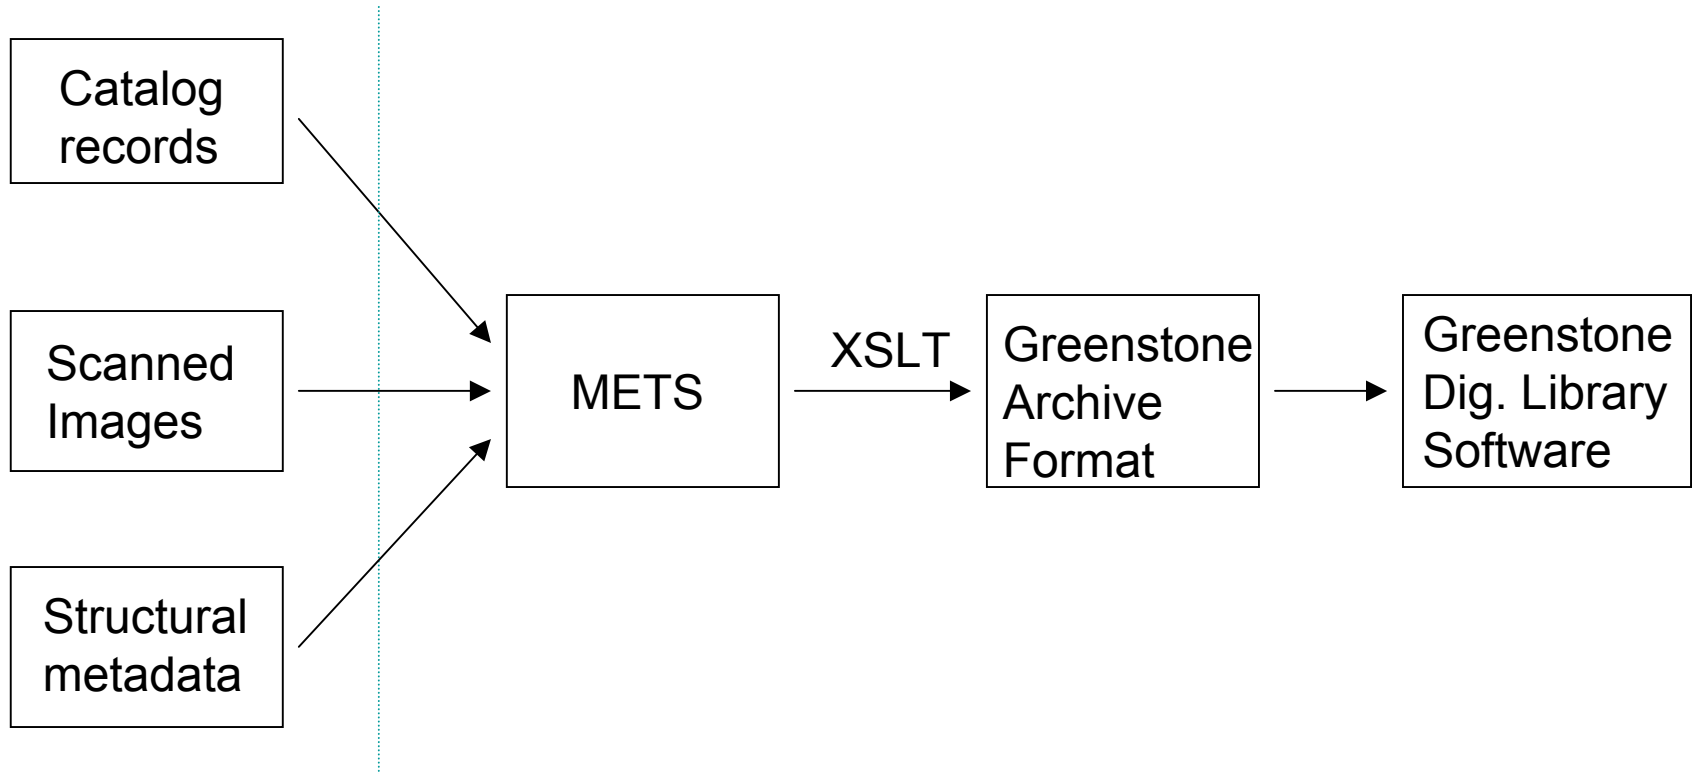 Catalog
records
Scanned
Images
Structural
metadata
METS
XSLT
Greenstone
Archive
Format
Greenstone
Dig. Library
Software